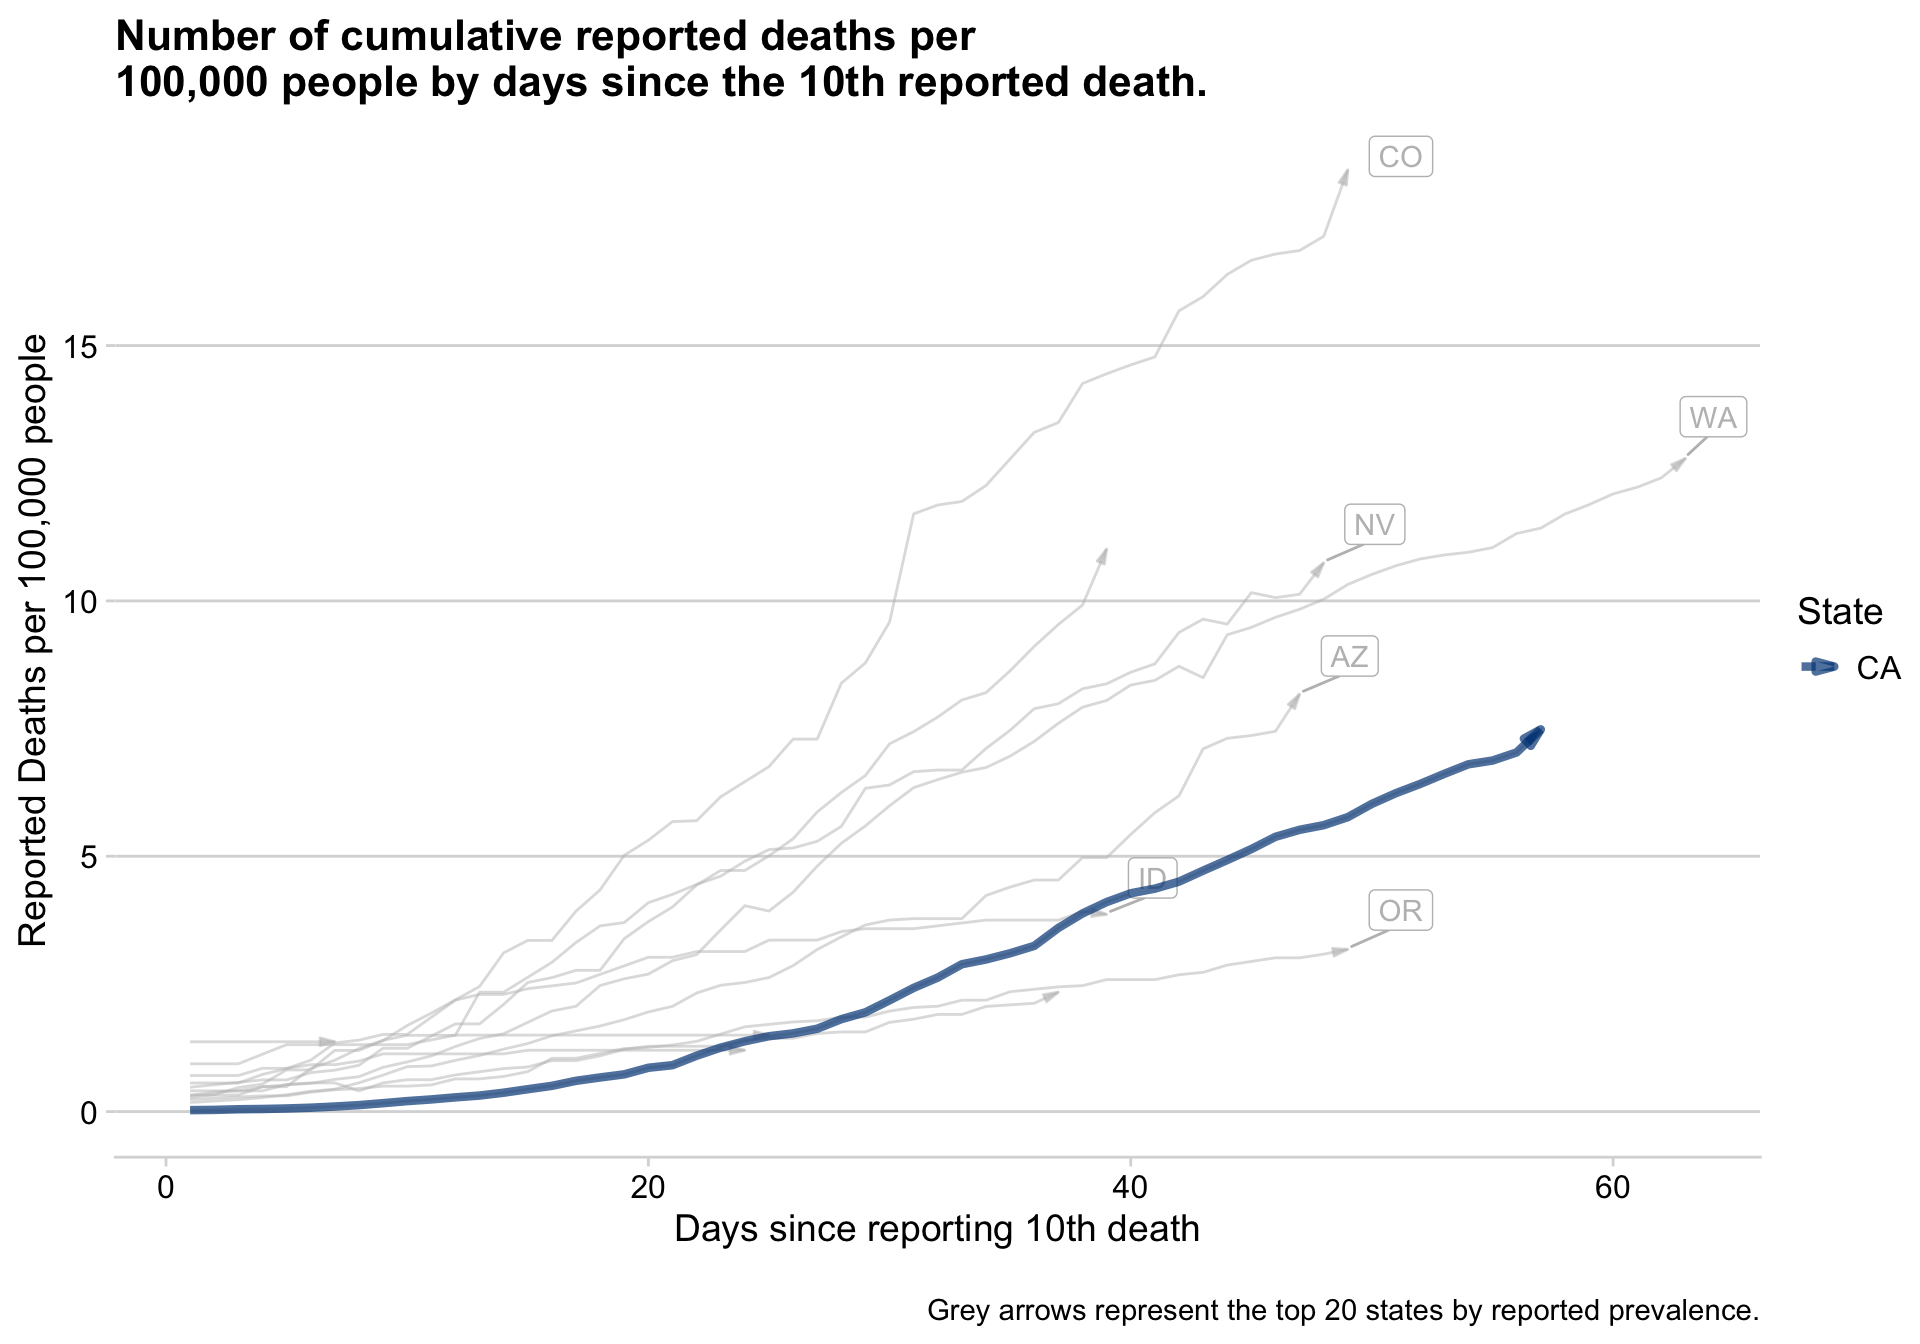 Number of cumulative reported deaths per
100,000 people by days since the 10th reported death.
CO
15
WA
NV
10
AZ
State
CA
5
ID
OR
0
Reported Deaths per 100,000 people
0 20 40 60
Days since reporting 10th death
Grey arrows represent the top 20 states by reported prevalence.